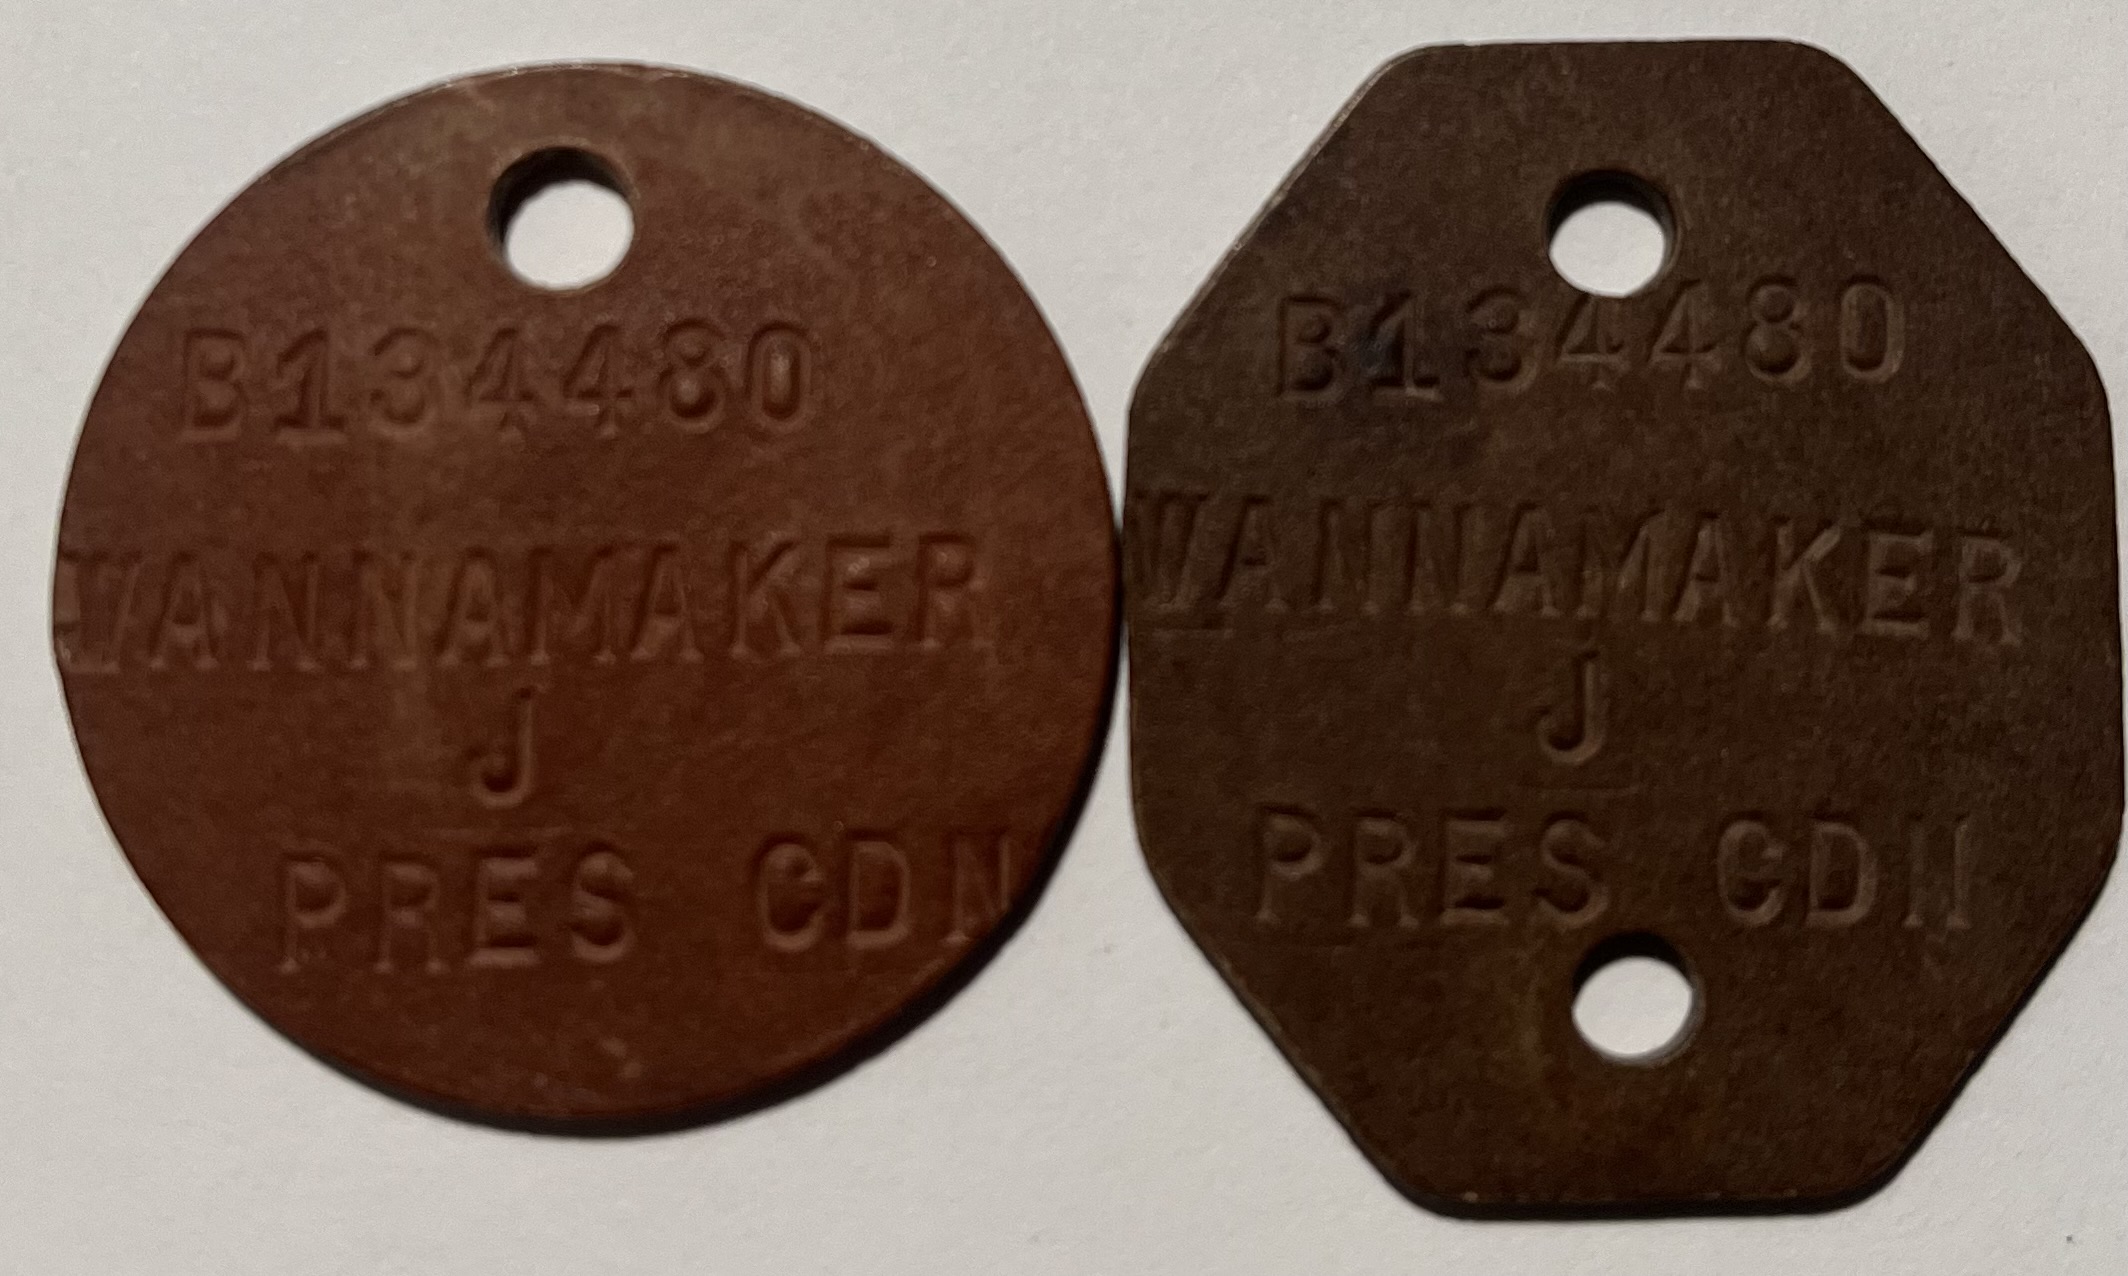 B134480
WANNAMAKER
J
PRES CDN
B134480
WANNAMAKER
J
PRES CDN